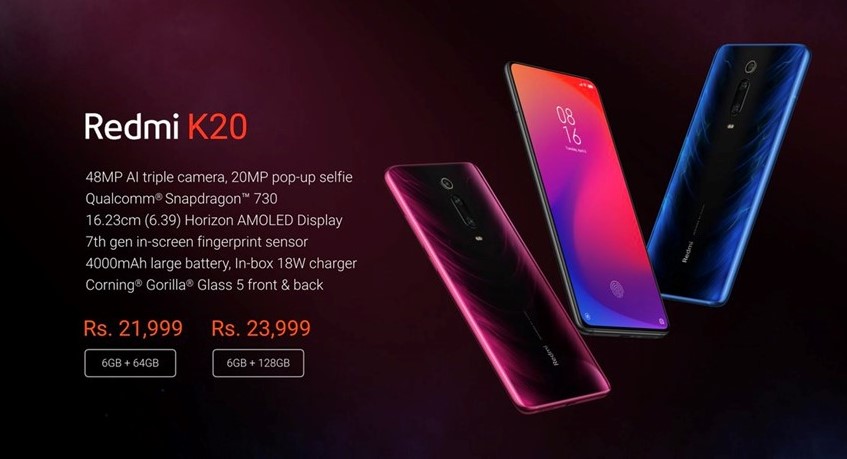 Redmi K20
48MP AI triple camera, 20MP pop-up selfie
Qualcomm® Snapdragon™ 730
16.23cm (6.39) Horizon AMOLED Display
7th gen in-screen fingerprint sensor
4000mAh large battery, In-box 18W charger
Corning® Gorilla® Glass 5 front & back
Rs. 21,999 Rs. 23,999
6GB + 64GB 6GB + 128GB
08
16
Redmi
Redmi